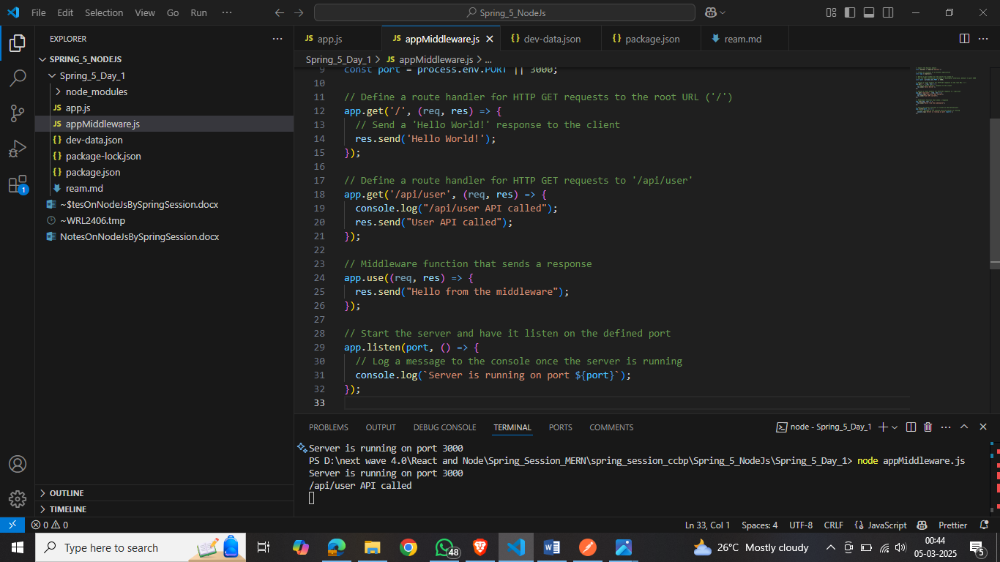 File Edit Selection View Go Run ··· Spring_5_NodeJs
EXPLORER ···
SPRING_5_NODEJS
Spring_5_Day_1
node_modules
JS app.js
JS appMiddleware.js
{} dev-data.json
{} package-lock.json
{} package.json
ream.md
~$tesOnNodeJsBySpringSession.docx
~WRL2406.tmp
NotesOnNodeJsBySpringSession.docx
1
OUTLINE
TIMELINE
JS app.js JS appMiddleware.js {} dev-data.json {} package.json ream.md ···
Spring_5_Day_1 > JS appMiddleware.js > ...
9 const port = process.env.PORT || 3000;
10
11 // Define a route handler for HTTP GET requests to the root URL ('/')
12 app.get('/', (req, res) => {
13 // Send a 'Hello World!' response to the client
14 res.send('Hello World!');
15 });
16
17 // Define a route handler for HTTP GET requests to '/api/user'
18 app.get('/api/user', (req, res) => {
19 console.log("/api/user API called");
20 res.send("User API called");
21 });
22
23 // Middleware function that sends a response
24 app.use((req, res) => {
25 res.send("Hello from the middleware");
26 });
27
28 // Start the server and have it listen on the defined port
29 app.listen(port, () => {
30 // Log a message to the console once the server is running
31 console.log(`Server is running on port ${port}`);
32 });
33
PROBLEMS OUTPUT DEBUG CONSOLE TERMINAL PORTS COMMENTS node - Spring_5_Day_1 ···
Server is running on port 3000
PS D:\next wave 4.0\React and Node\Spring_Session_MERN\spring_session_ccbp\Spring_5_NodeJs\Spring_5_Day_1> node appMiddleware.js
Server is running on port 3000
/api/user API called
0 0 Ln 33, Col 1 Spaces: 4 UTF-8 CRLF {} JavaScript Prettier
Type here to search 48 26°C Mostly cloudy 00:44
05-03-2025
5